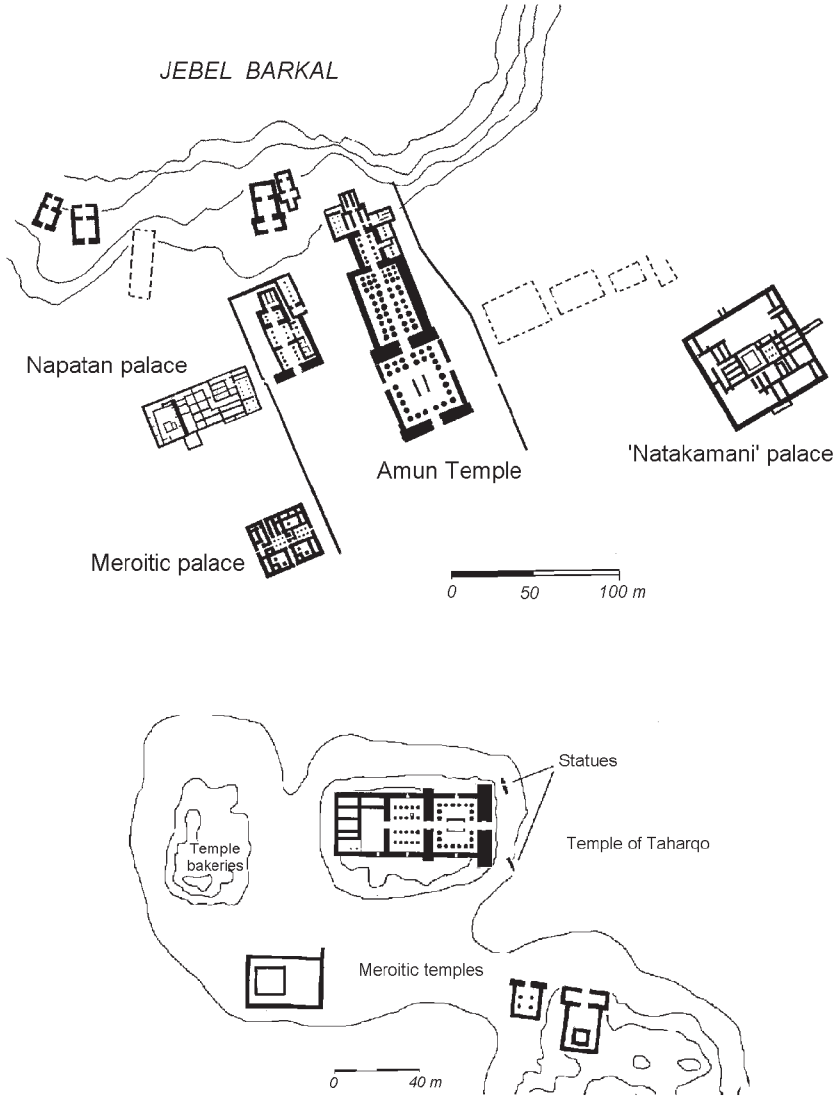 JEBEL BARKAL
Napatan palace
Amun Temple
'Natakamani' palace
Meroitic palace
0 50 100 m
Statues
Temple of Taharqo
Temple
bakeries
Meroitic temples
0 40 m